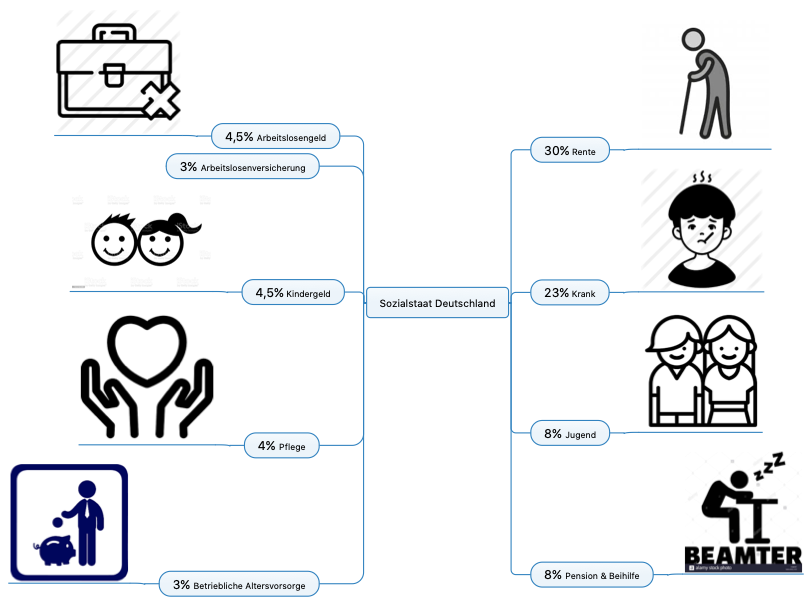 4,5% Arbeitslosengeld
3% Arbeitslosenversicherung
4,5% Kindergeld
4% Pflege
3% Betriebliche Altersvorsorge
Sozialstaat Deutschland
30% Rente
23% Krank
8% Jugend
zzZ
BEAMTER
alamy stock photo
8% Pension & Beihilfe